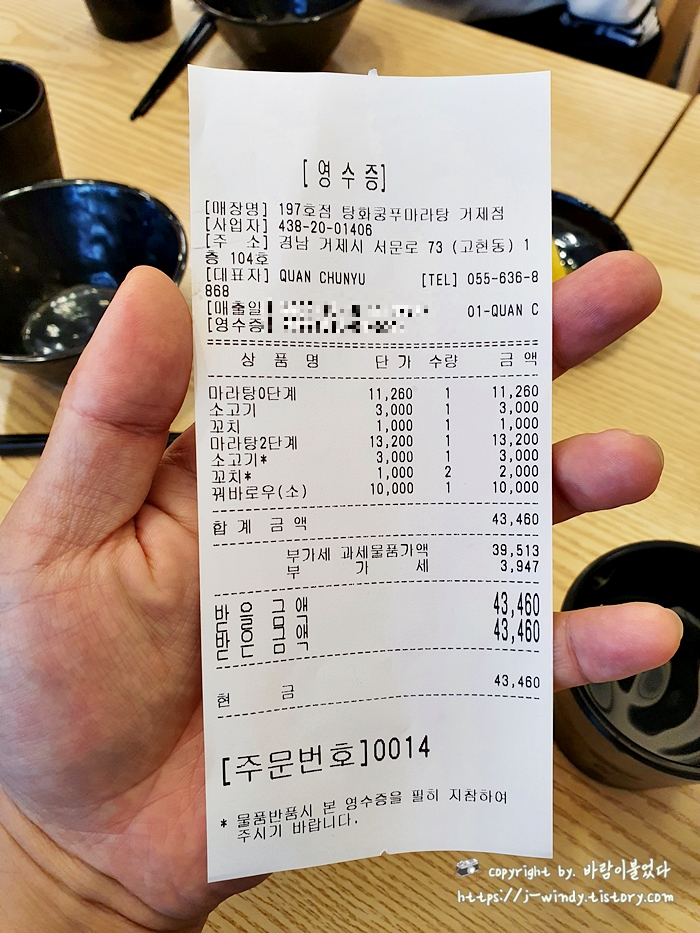 [영수증]
[매장명] 197호점 탕화쿵푸마라탕 거제점
[사업자] 438-20-01406
[주 소] 경남 거제시 서문로 73 (고현동) 1
층 104호
[대표자] QUAN CHUNYU [TEL] 055-636-8
868
[매출일] 01-QUAN C
[영수증]
상 품 명 단 가 수량 금 액
마라탕0단계 11,260 1 11,260
소고기 3,000 1 3,000
꼬치 1,000 1 1,000
마라탕2단계 13,200 1 13,200
소고기* 3,000 1 3,000
꼬치* 1,000 2 2,000
꿔바로우(소) 10,000 1 10,000
합 계 금 액 43,460
부가세 과세물품가액 39,513
부 가 세 3,947
받 을 금 액 43,460
받 은 금 액 43,460
현 금 43,460
[주문번호]0014
* 물품반품시 본 영수증을 필히 지참하여
주시기 바랍니다.
copyright by. 바람이불었다
https://j-windy.tistory.com